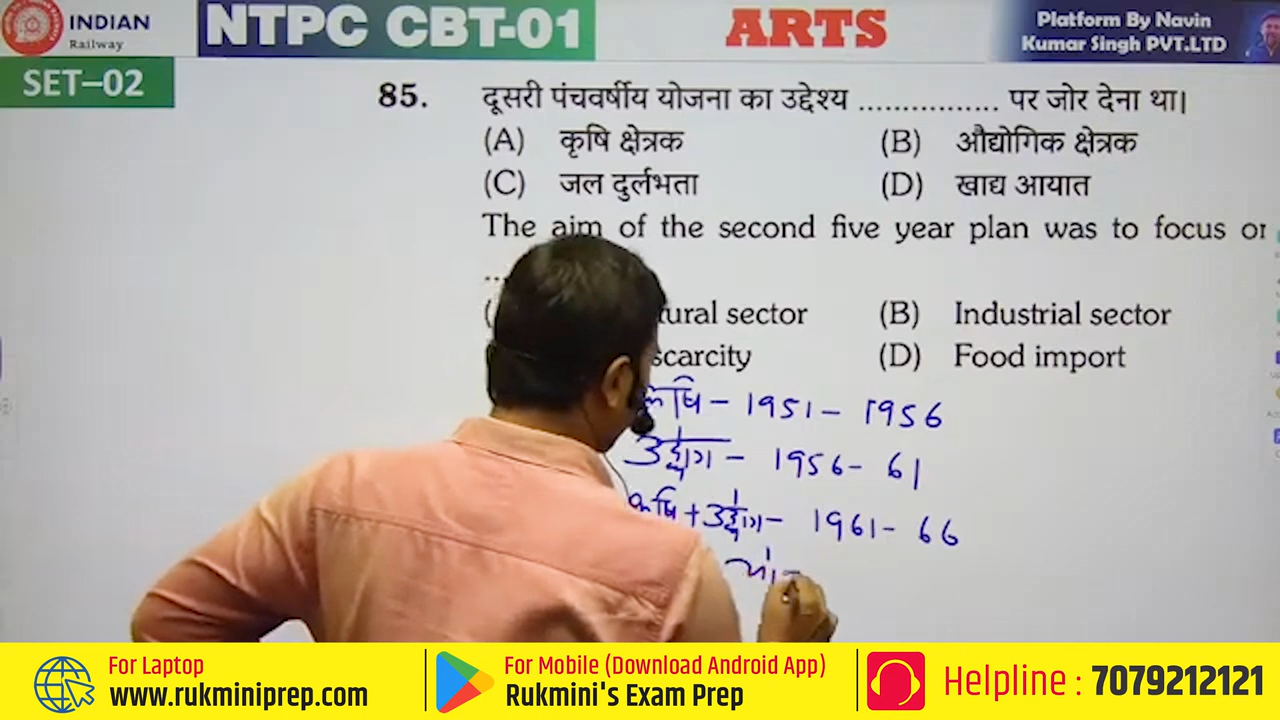 INDIAN
Railway
NTPC CBT-01
ARTS
Platform By Navin
Kumar Singh PVT.LTD
SET–02
85. दूसरी पंचवर्षीय योजना का उद्देश्य ................ पर जोर देना था।
(A) कृषि क्षेत्रक (B) औद्योगिक क्षेत्रक
(C) जल दुर्लभता (D) खाद्य आयात
The aim of the second five year plan was to focus
tural sector (B) Industrial sector
scarcity (D) Food import
कृषि – 1951 – 1956
उद्योग – 1956 - 61
कृषि + उद्योग – 1961 - 66
For Laptop
www.rukminiprep.com
For Mobile (Download Android App)
Rukmini's Exam Prep
Helpline : 7079212121